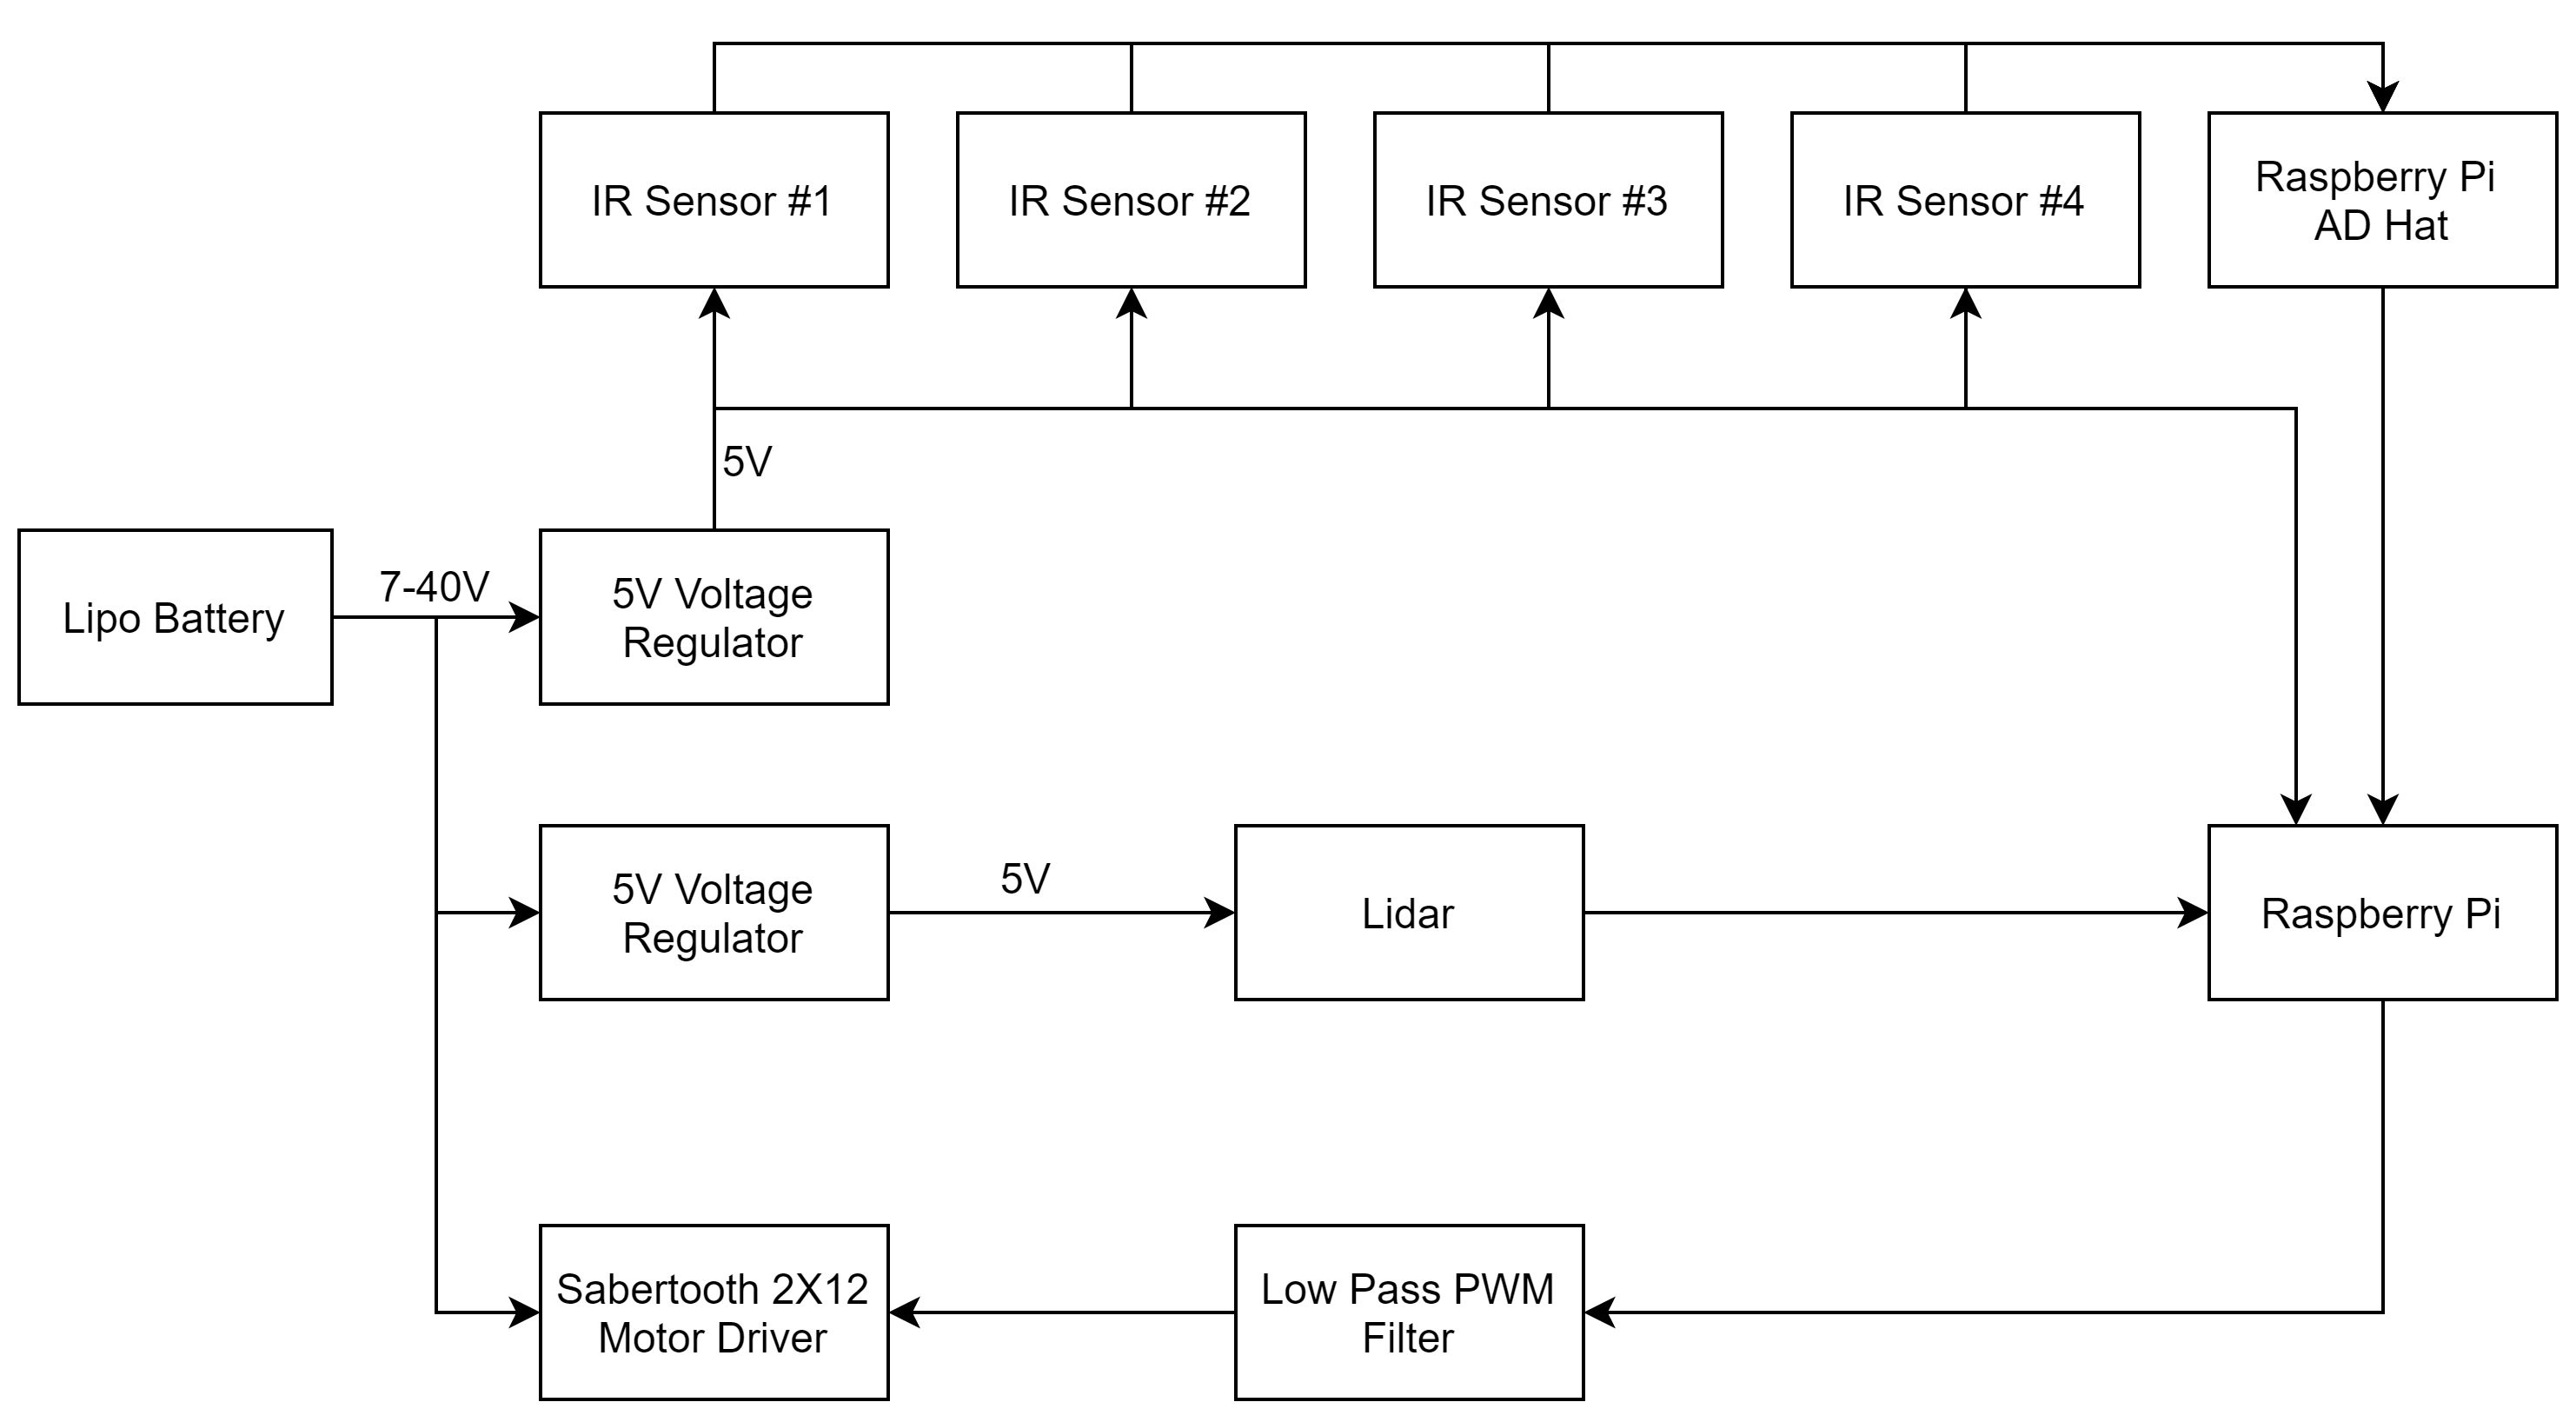 IR Sensor #1
IR Sensor #2
IR Sensor #3
IR Sensor #4
Raspberry Pi
AD Hat
5V
Lipo Battery
7-40V
5V Voltage
Regulator
5V Voltage
Regulator
5V
Lidar
Raspberry Pi
Sabertooth 2X12
Motor Driver
Low Pass PWM
Filter